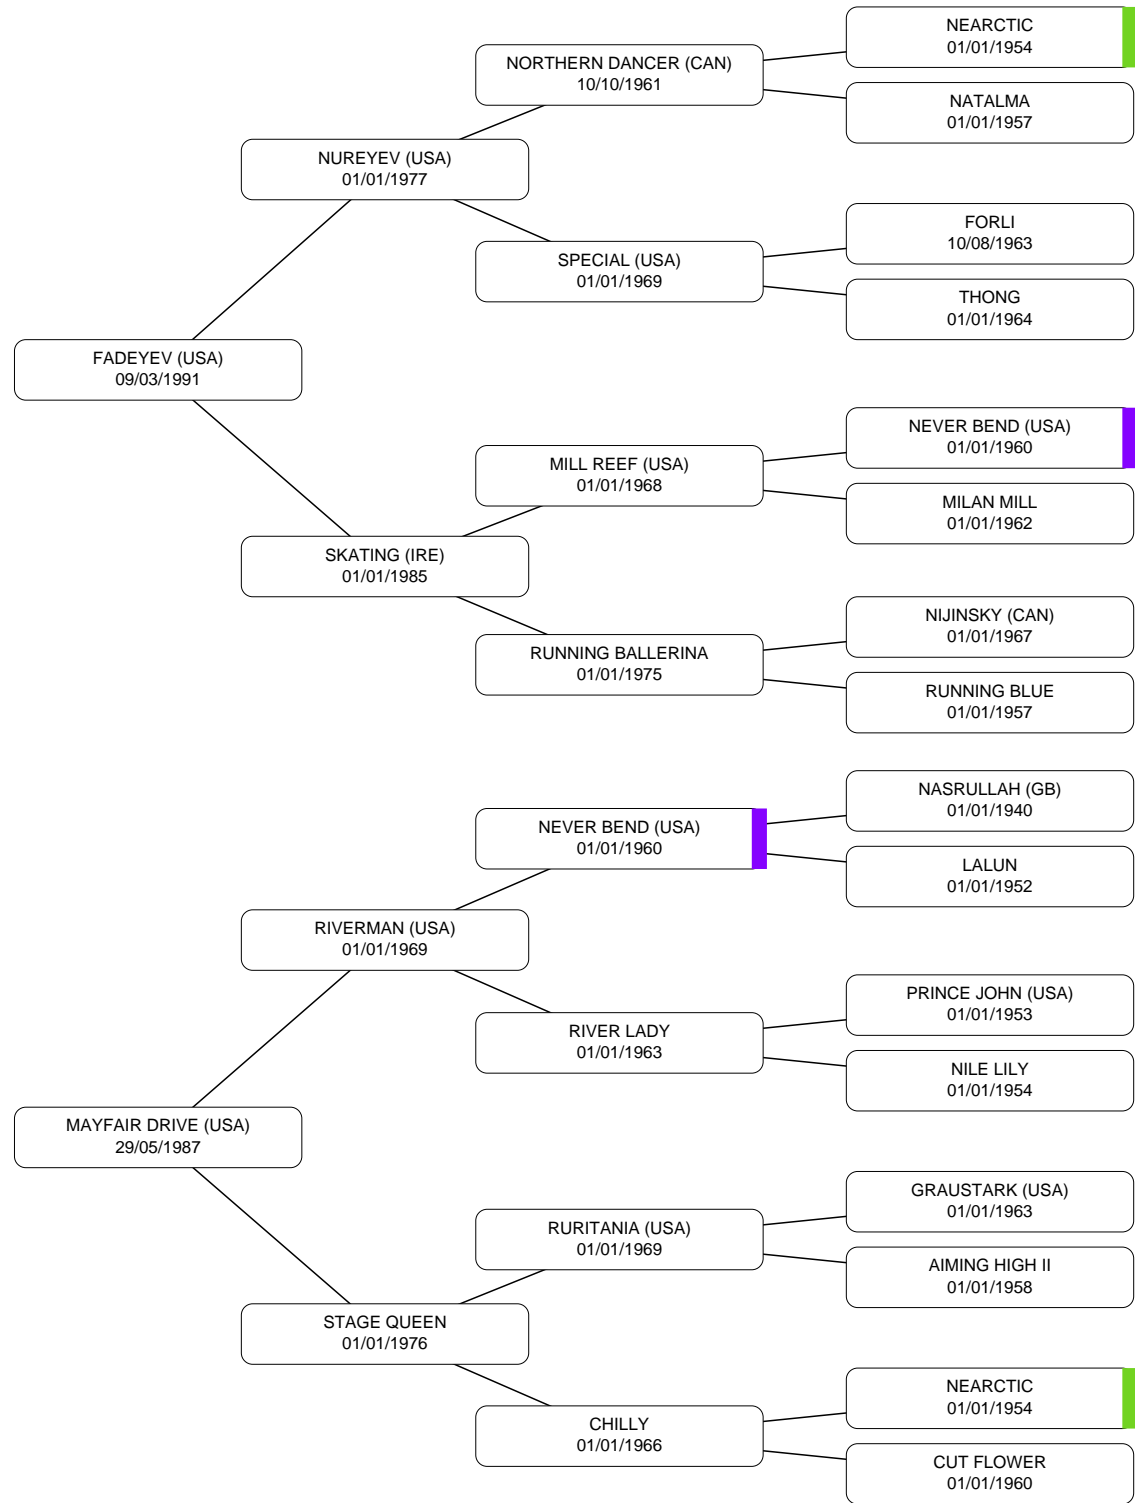 NEARCTIC
01/01/1954
NORTHERN DANCER (CAN)
10/10/1961
NATALMA
01/01/1957
NUREYEV (USA)
01/01/1977
FORLI
10/08/1963
SPECIAL (USA)
01/01/1969
THONG
01/01/1964
FADEYEV (USA)
09/03/1991
NEVER BEND (USA)
01/01/1960
MILL REEF (USA)
01/01/1968
MILAN MILL
01/01/1962
SKATING (IRE)
01/01/1985
NIJINSKY (CAN)
01/01/1967
RUNNING BALLERINA
01/01/1975
RUNNING BLUE
01/01/1957
NASRULLAH (GB)
01/01/1940
NEVER BEND (USA)
01/01/1960
LALUN
01/01/1952
RIVERMAN (USA)
01/01/1969
PRINCE JOHN (USA)
01/01/1953
RIVER LADY
01/01/1963
NILE LILY
01/01/1954
MAYFAIR DRIVE (USA)
29/05/1987
GRAUSTARK (USA)
01/01/1963
RURITANIA (USA)
01/01/1969
AIMING HIGH II
01/01/1958
STAGE QUEEN
01/01/1976
NEARCTIC
01/01/1954
CHILLY
01/01/1966
CUT FLOWER
01/01/1960